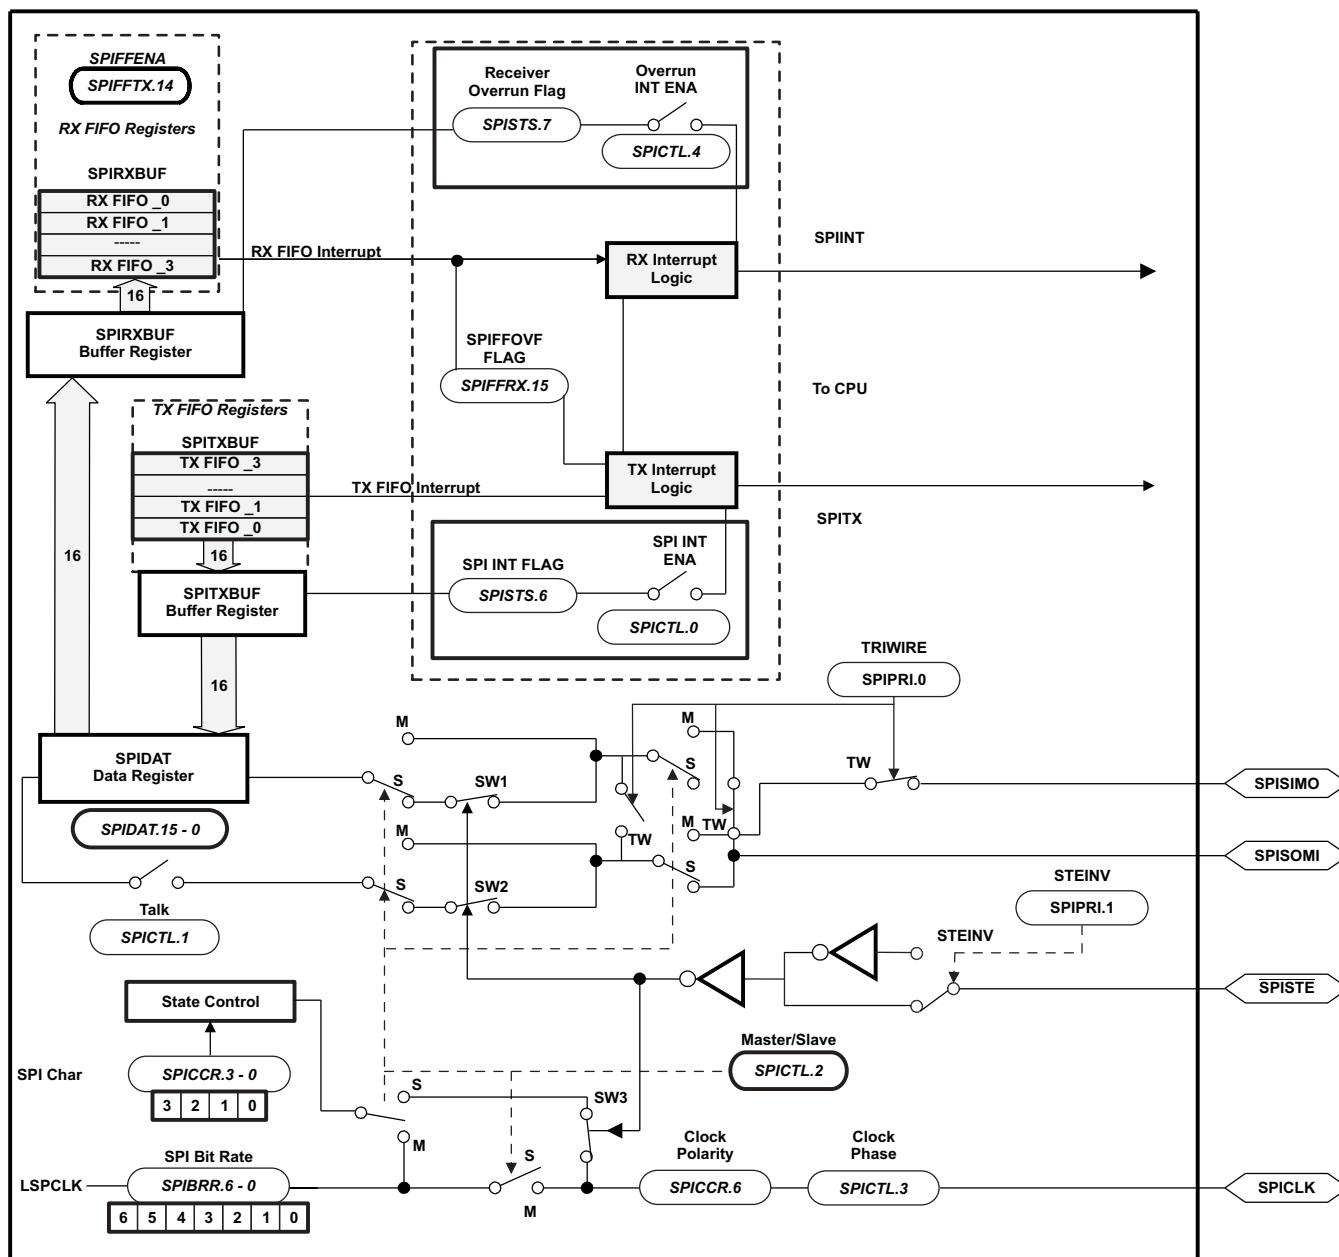 SPIFFENA
SPIFFTX.14
RX FIFO Registers
SPIRXBUF
RX FIFO _0
RX FIFO _1
-----
RX FIFO _3
16
SPIRXBUF
Buffer Register
Receiver
Overrun Flag
SPISTS.7
Overrun
INT ENA
SPICTL.4
RX FIFO Interrupt
RX Interrupt
Logic
SPIINT
SPIFFOVF
FLAG
SPIFFRX.15
To CPU
TX FIFO Registers
SPITXBUF
TX FIFO _3
-----
TX FIFO _1
TX FIFO _0
TX FIFO Interrupt
TX Interrupt
Logic
SPITX
16
16
SPITXBUF
Buffer Register
SPI INT FLAG
SPISTS.6
SPI INT
ENA
SPICTL.0
16
TRIWIRE
SPIPRI.0
SPIDAT
Data Register
SPIDAT.15 - 0
M
S
SW1
M
S
TW
M
TW
S
TW
SPISIMO
M
S
SW2
SPISOMI
Talk
SPICTL.1
STEINV
SPIPRI.1
STEINV
SPISTE
State Control
Master/Slave
SPICTL.2
SPI Char
SPICCR.3 - 0
3 2 1 0
S
M
SW3
SPI Bit Rate
LSPCLK
SPIBRR.6 - 0
6 5 4 3 2 1 0
S
M
Clock
Polarity
SPICCR.6
Clock
Phase
SPICTL.3
SPICLK